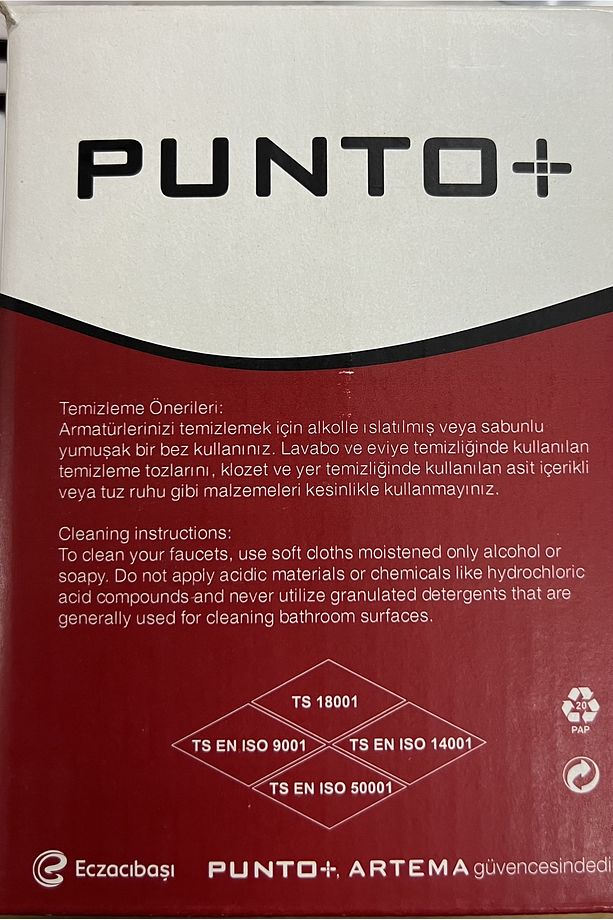 PUNTO+
Temizleme Önerileri:
Armatürlerinizi temizlemek için alkolle ıslatılmış veya sabunlu
yumuşak bir bez kullanınız. Lavabo ve eviye temizliğinde kullanılan
temizleme tozlarını, klozet ve yer temizliğinde kullanılan asit içerikli
veya tuz ruhu gibi malzemeleri kesinlikle kullanmayınız.
Cleaning instructions:
To clean your faucets, use soft cloths moistened only alcohol or
soapy. Do not apply acidic materials or chemicals like hydrochloric
acid compounds and never utilize granulated detergents that are
generally used for cleaning bathroom surfaces.
TS 18001
TS EN ISO 9001
TS EN ISO 14001
TS EN ISO 50001
20
PAP
Eczacıbaşı
PUNTO+, ARTEMA güvencesindedi